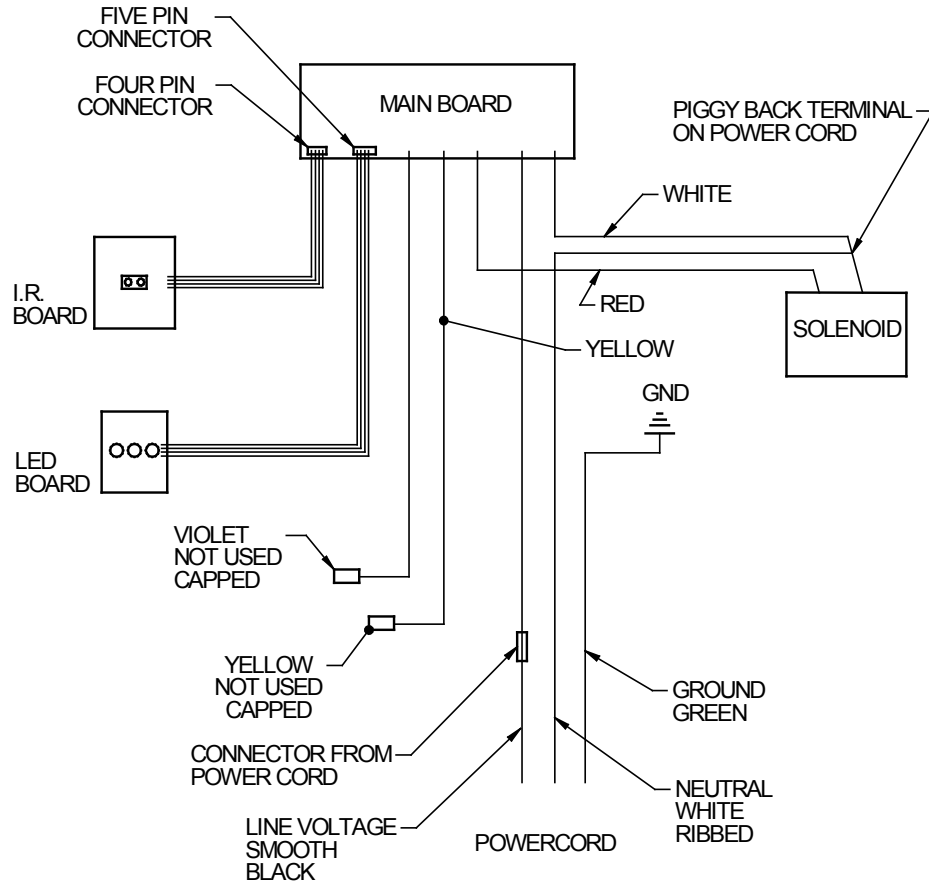 FIVE PIN
CONNECTOR
FOUR PIN
CONNECTOR
MAIN BOARD
PIGGY BACK TERMINAL
ON POWER CORD
WHITE
I.R.
BOARD
RED
SOLENOID
YELLOW
GND
LED
BOARD
VIOLET
NOT USED
CAPPED
YELLOW
NOT USED
CAPPED
GROUND
GREEN
CONNECTOR FROM
POWER CORD
NEUTRAL
WHITE
RIBBED
LINE VOLTAGE
SMOOTH
BLACK
POWERCORD